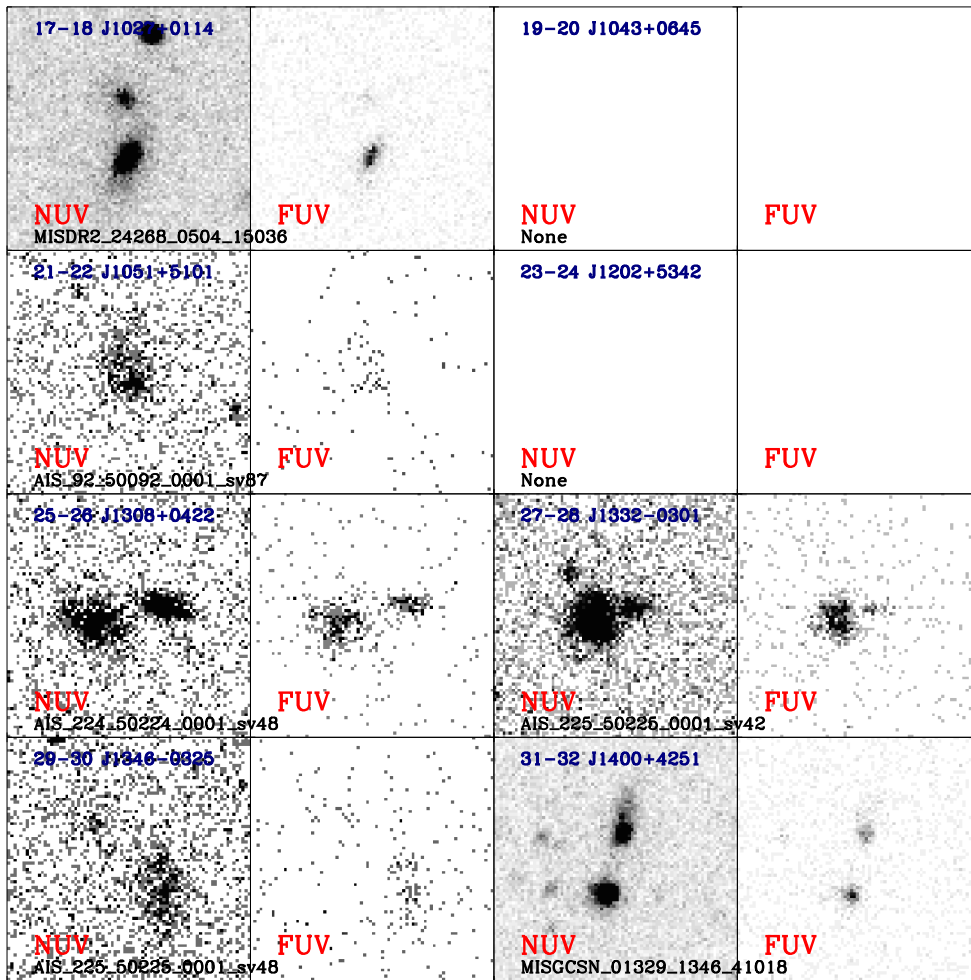 17-18 J1027+0114
NUV
FUV
MISDR2_24268_0504_15036
19-20 J1043+0645
NUV
FUV
None
21-22 J1051+5101
NUV
FUV
AIS_92_50092_0001_sv87
23-24 J1202+5342
NUV
FUV
None
25-26 J1308+0422
NUV
FUV
AIS_224_50224_0001_sv48
27-28 J1332-0301
NUV
FUV
AIS_225_50225_0001_sv42
29-30 J1346-0325
NUV
FUV
AIS_225_50225_0001_sv48
31-32 J1400+4251
NUV
FUV
MISGCSN_01329_1346_41018